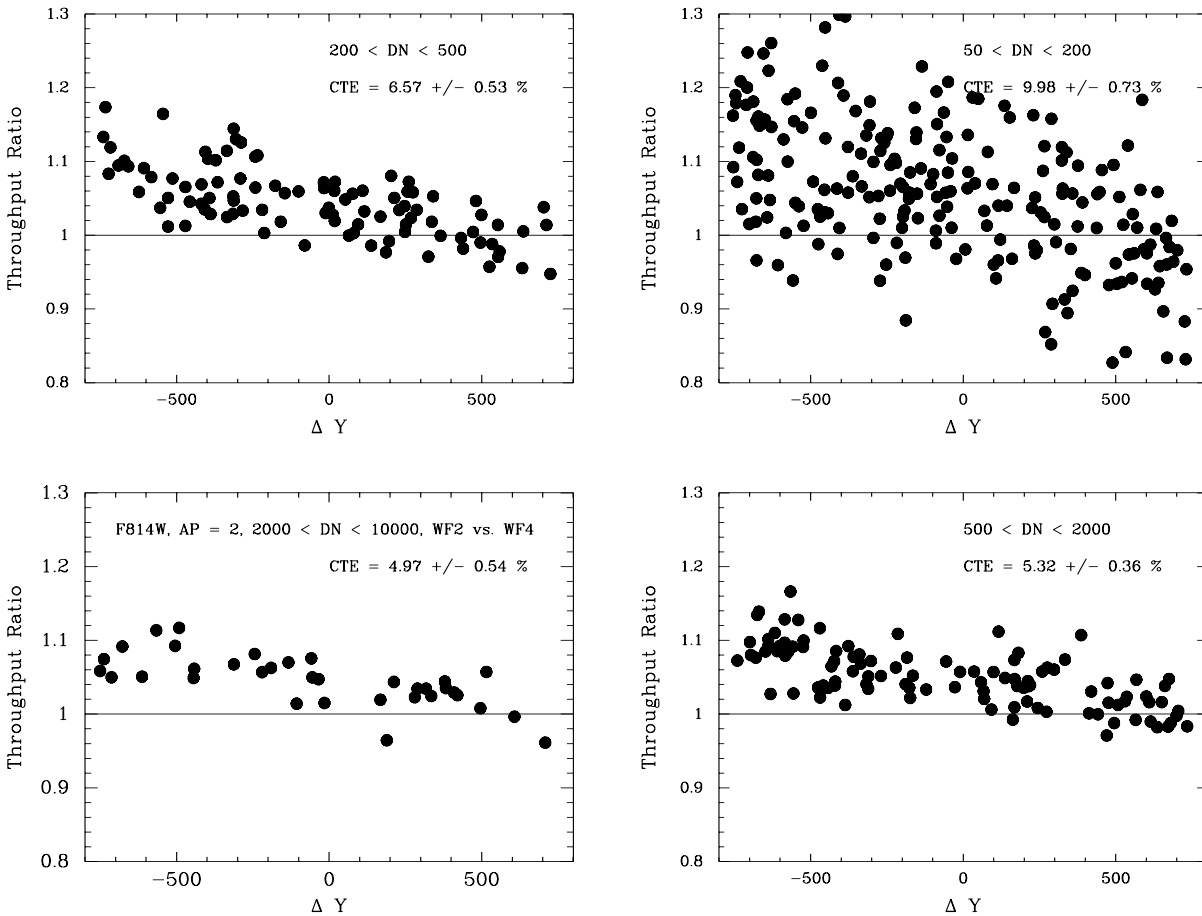 1.3
1.2
1.1
1
0.9
0.8
Throughput Ratio
200 < DN < 500
CTE = 6.57 +/− 0.53 %
−500
0
500
Δ Y
1.3
1.2
1.1
1
0.9
0.8
Throughput Ratio
50 < DN < 200
CTE = 9.98 +/− 0.73 %
−500
0
500
Δ Y
1.3
1.2
1.1
1
0.9
0.8
Throughput Ratio
F814W, AP = 2, 2000 < DN < 10000, WF2 vs. WF4
CTE = 4.97 +/− 0.54 %
−500
0
500
Δ Y
1.3
1.2
1.1
1
0.9
0.8
Throughput Ratio
500 < DN < 2000
CTE = 5.32 +/− 0.36 %
−500
0
500
Δ Y